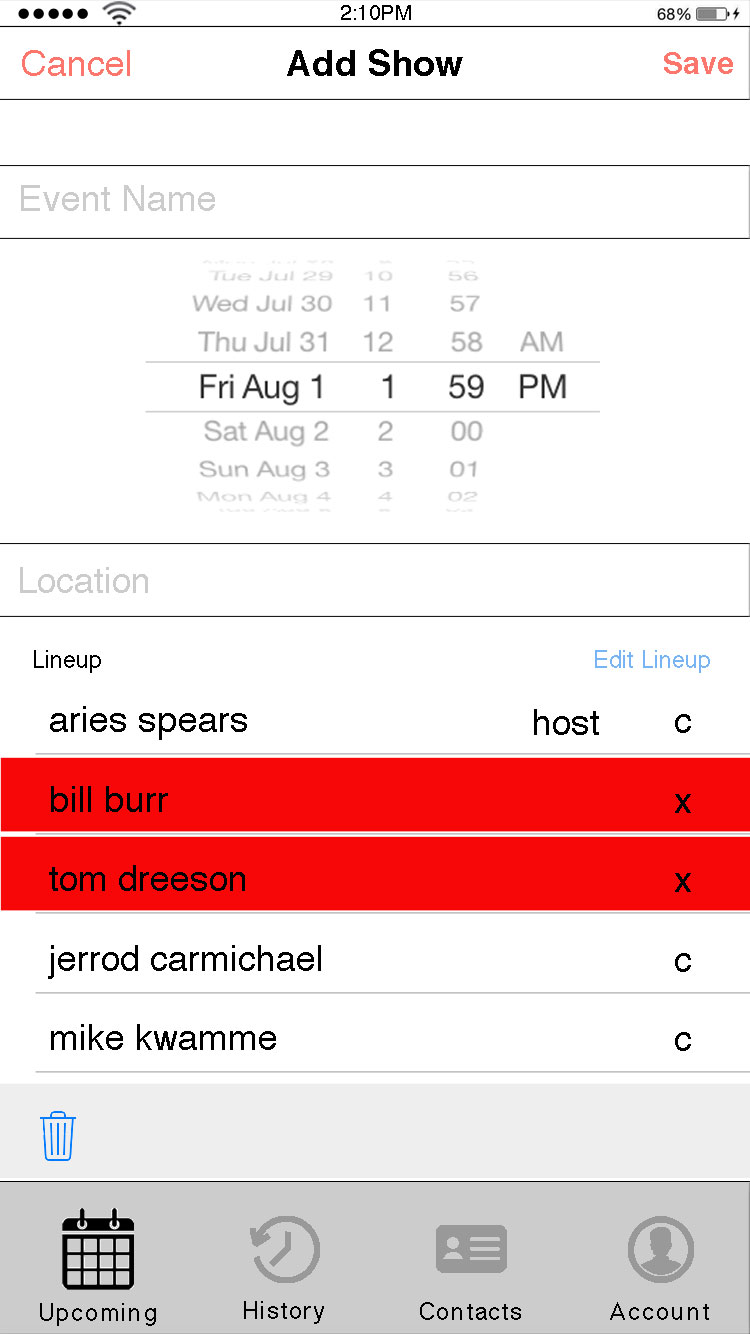 2:10PM 68%
Cancel Add Show Save
Event Name
Tue Jul 29 10 56
Wed Jul 30 11 57
Thu Jul 31 12 58 AM
Fri Aug 1 1 59 PM
Sat Aug 2 2 00
Sun Aug 3 3 01
Mon Aug 4 4 02
Location
Lineup Edit Lineup
aries spears host c
bill burr x
tom dreeson x
jerrod carmichael c
mike kwamme c
Upcoming History Contacts Account